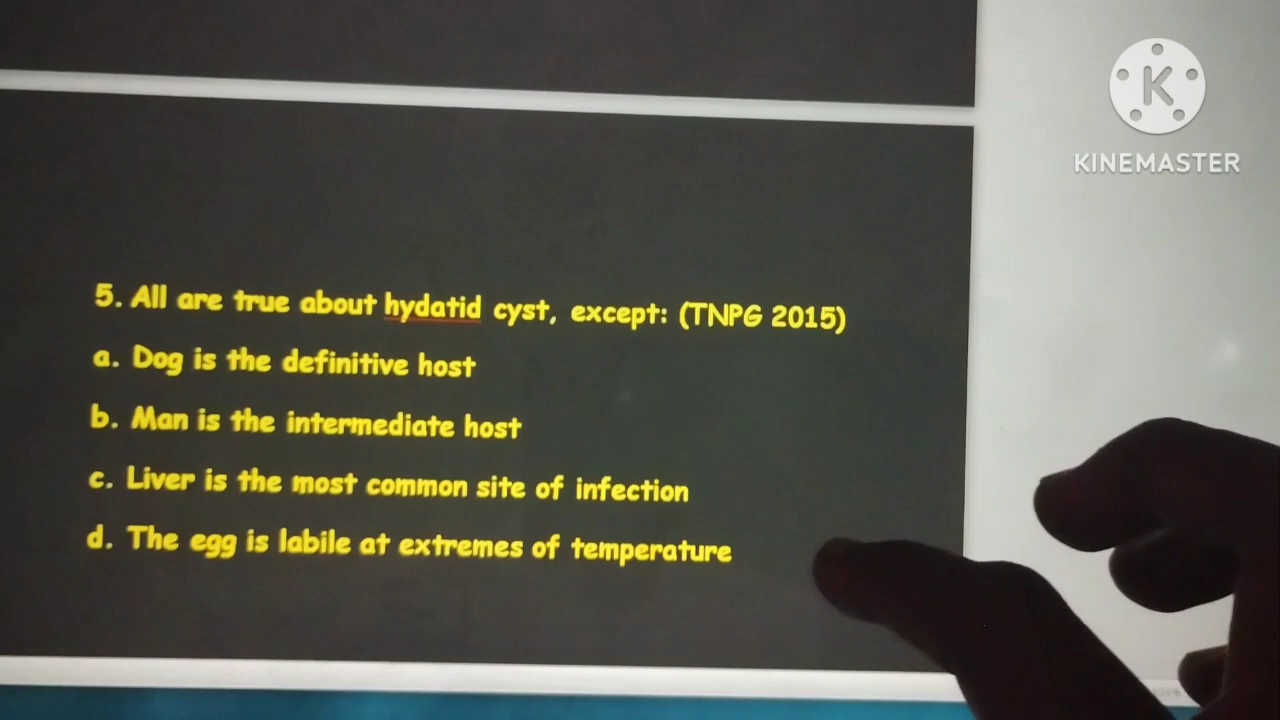 KINEMASTER
5. All are true about hydatid cyst, except: (TNPG 2015)
a. Dog is the definitive host
b. Man is the intermediate host
c. Liver is the most common site of infection
d. The egg is labile at extremes of temperature